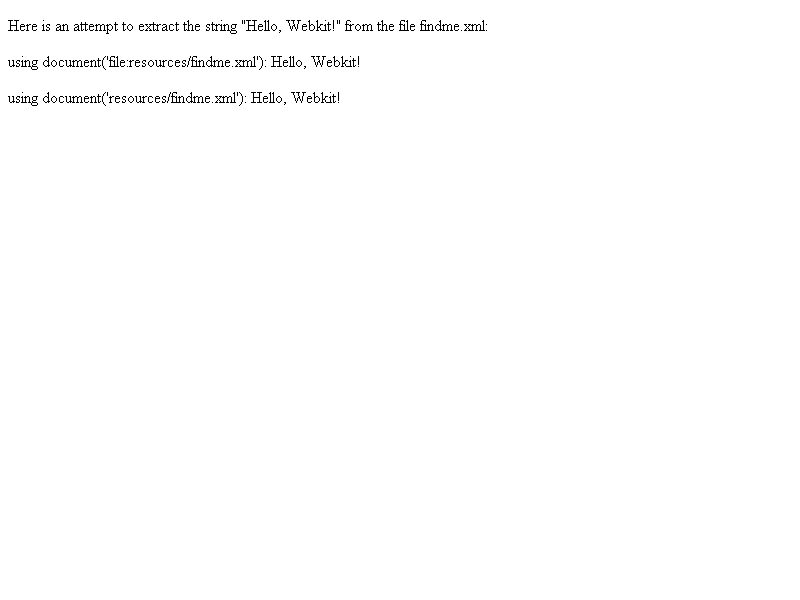 Here is an attempt to extract the string "Hello, Webkit!" from the file findme.xml:
using document('file:resources/findme.xml'): Hello, Webkit!
using document('resources/findme.xml'): Hello, Webkit!